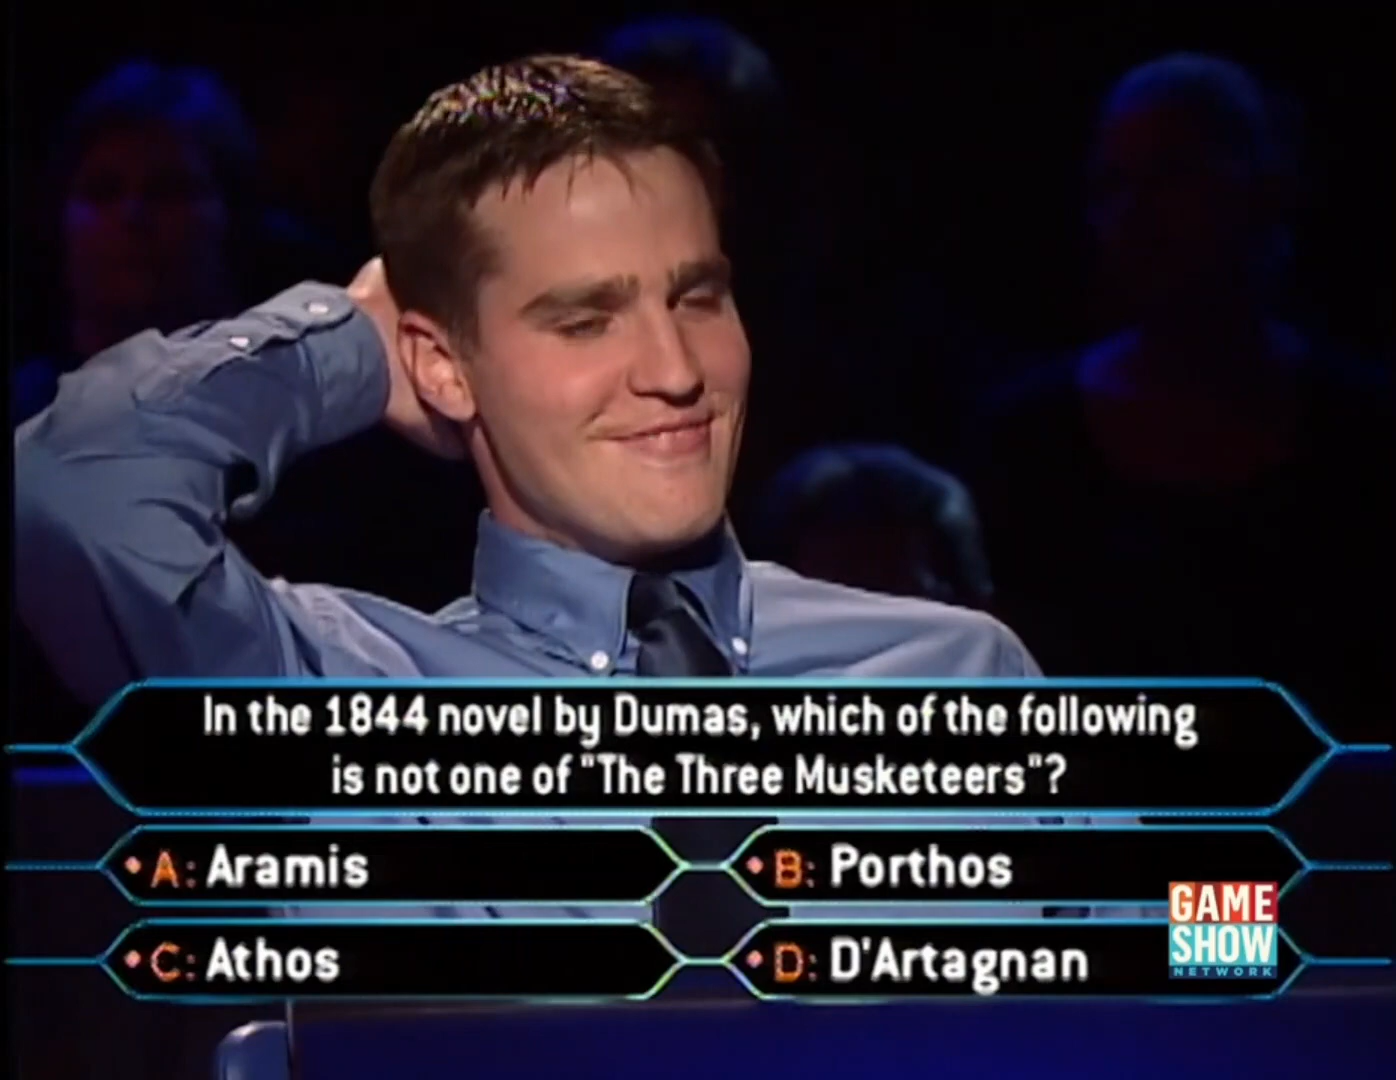 In the 1844 novel by Dumas, which of the following
is not one of "The Three Musketeers"?
A: Aramis
B: Porthos
C: Athos
D: D'Artagnan
GAME
SHOW
NETWORK